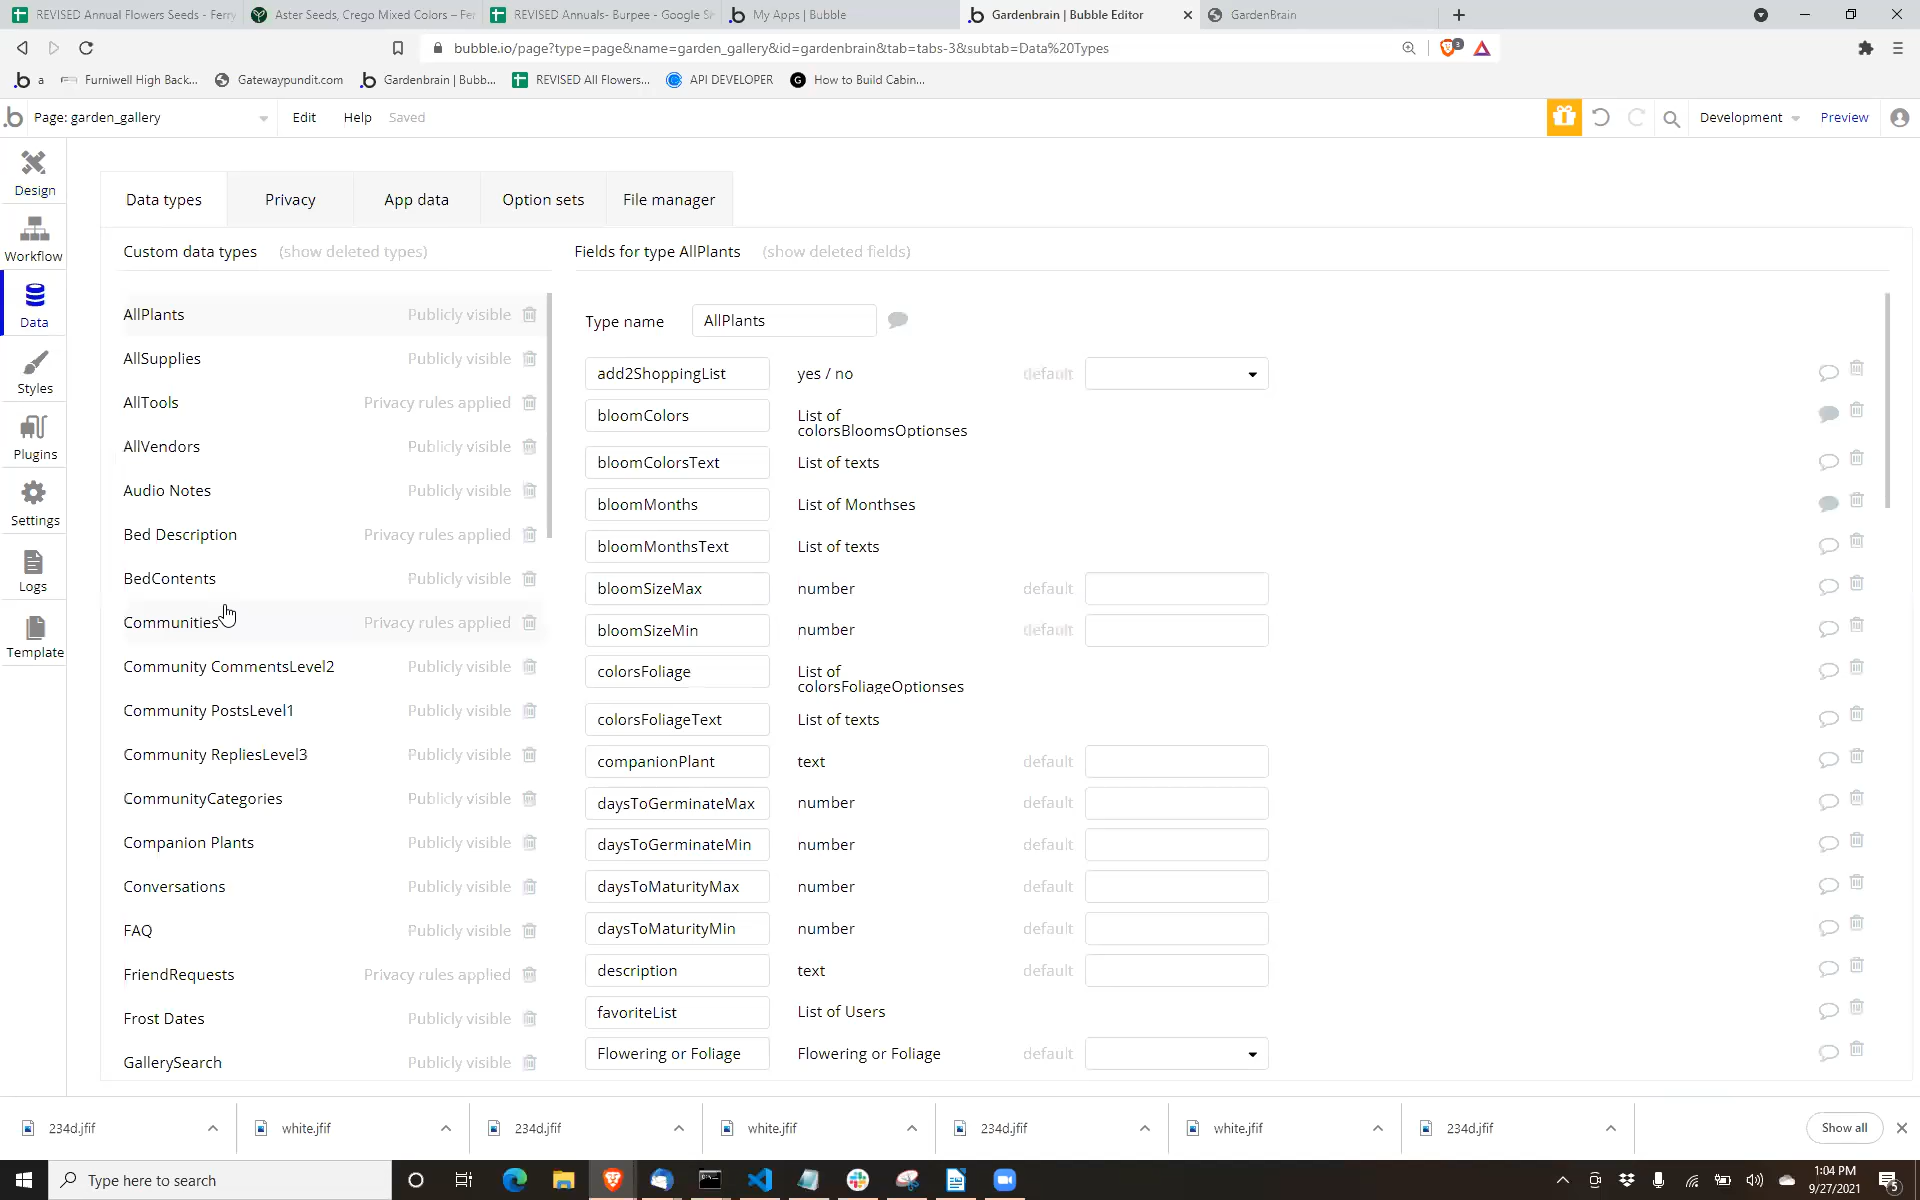 REVISED Annual Flowers Seeds - Ferry
Aster Seeds, Crego Mixed Colors – Fer
REVISED Annuals- Burpee - Google Sh
My Apps | Bubble
Gardenbrain | Bubble Editor
GardenBrain
bubble.io/page?type=page&name=garden_gallery&id=gardenbrain&tab=tabs-3&subtab=Data%20Types
3
a
Furniwell High Back...
Gatewaypundit.com
Gardenbrain | Bubb...
REVISED All Flowers...
API DEVELOPER
How to Build Cabin...
Page: garden_gallery
Edit
Help
Saved
Development
Preview
Design
Workflow
Data
Styles
Plugins
Settings
Logs
Template
Data types
Privacy
App data
Option sets
File manager
Custom data types (show deleted types)
AllPlants Publicly visible
AllSupplies Publicly visible
AllTools Privacy rules applied
AllVendors Publicly visible
Audio Notes Publicly visible
Bed Description Privacy rules applied
BedContents Publicly visible
Communities Privacy rules applied
Community CommentsLevel2 Publicly visible
Community PostsLevel1 Publicly visible
Community RepliesLevel3 Publicly visible
CommunityCategories Publicly visible
Companion Plants Publicly visible
Conversations Publicly visible
FAQ Publicly visible
FriendRequests Privacy rules applied
Frost Dates Publicly visible
GallerySearch Publicly visible
Fields for type AllPlants (show deleted fields)
Type name AllPlants
add2ShoppingList yes / no default
bloomColors List of
colorsBloomsOptionses
bloomColorsText List of texts
bloomMonths List of Monthses
bloomMonthsText List of texts
bloomSizeMax number default
bloomSizeMin number default
colorsFoliage List of
colorsFoliageOptionses
colorsFoliageText List of texts
companionPlant text default
daysToGerminateMax number default
daysToGerminateMin number default
daysToMaturityMax number default
daysToMaturityMin number default
description text default
favoriteList List of Users
Flowering or Foliage Flowering or Foliage default
234d.jfif
white.jfif
234d.jfif
white.jfif
234d.jfif
white.jfif
234d.jfif
Show all
Type here to search
1:04 PM
9/27/2021
5